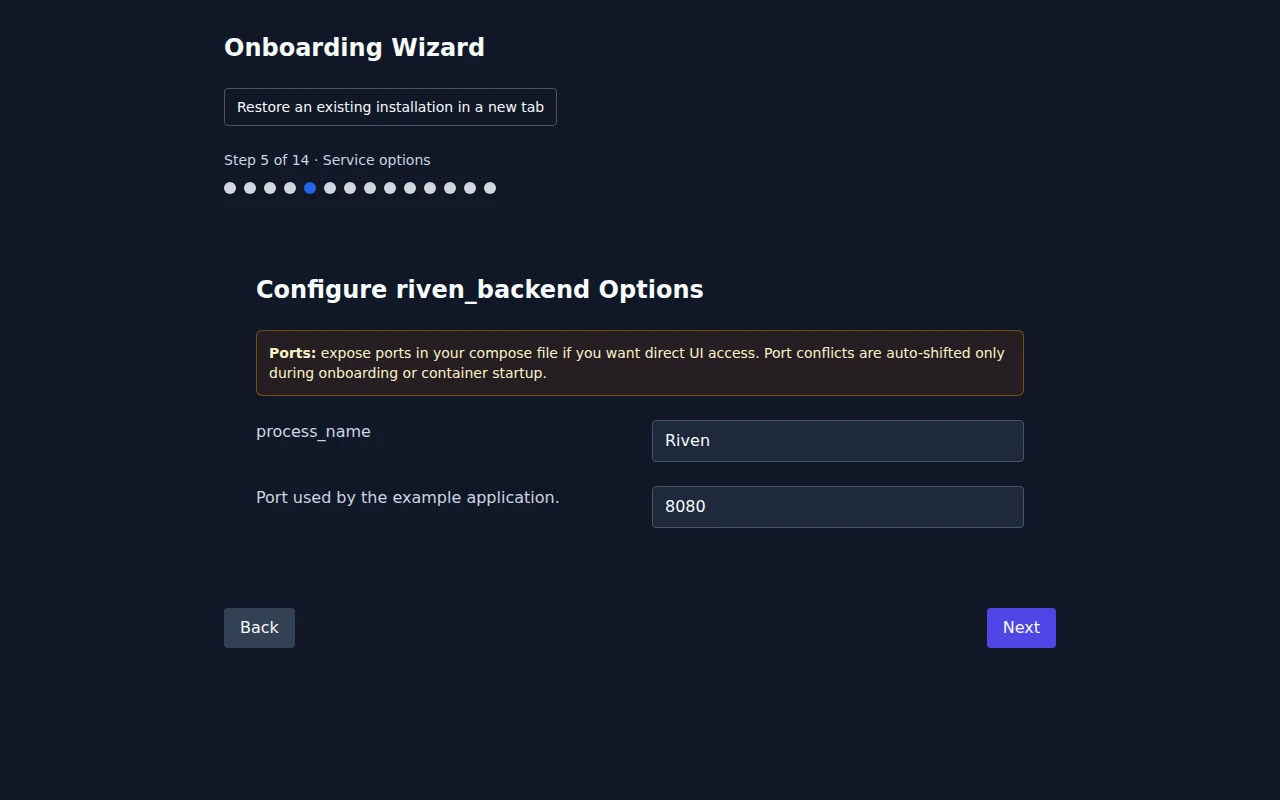 Onboarding Wizard
Restore an existing installation in a new tab
Step 5 of 14 · Service options
Configure riven_backend Options
Ports: expose ports in your compose file if you want direct UI access. Port conflicts are auto-shifted only
during onboarding or container startup.
process_name
Riven
Port used by the example application.
8080
Back
Next